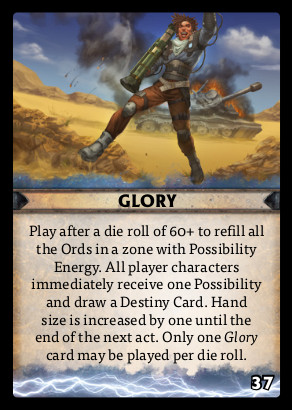 GLORY
Play after a die roll of 60+ to refill all
the Ords in a zone with Possibility
Energy. All player characters
immediately receive one Possibility
and draw a Destiny Card. Hand
size is increased by one until the
end of the next act. Only one Glory
card may be played per die roll.
37